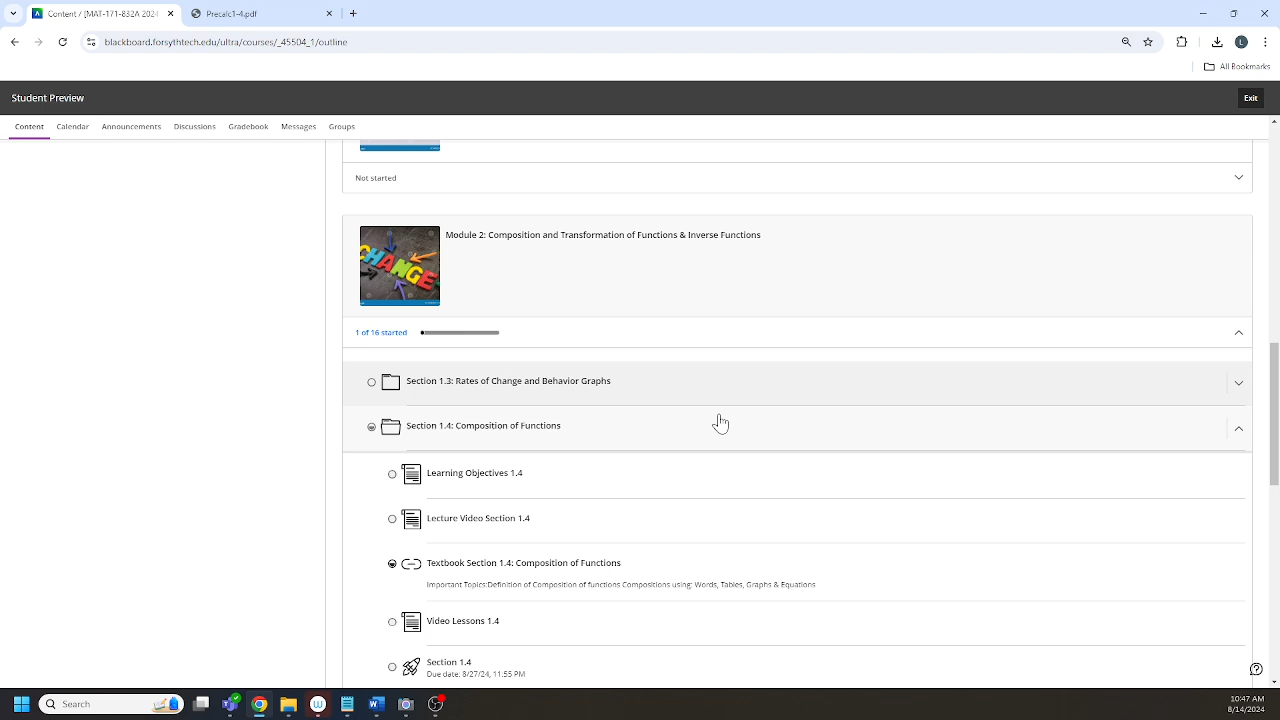 Content / [MAT-171-832A 2024
Precalc1-4.pdf
blackboard.forsythtech.edu/ultra/courses/_45504_1/outline
L
All Bookmarks
Student Preview
Exit
Content
Calendar
Announcements
Discussions
Gradebook
Messages
Groups
Not started
CHANGE
Module 2: Composition and Transformation of Functions & Inverse Functions
1 of 16 started
Section 1.3: Rates of Change and Behavior Graphs
Section 1.4: Composition of Functions
Learning Objectives 1.4
Lecture Video Section 1.4
Textbook Section 1.4: Composition of Functions
Important Topics:Definition of Composition of functions Compositions using: Words, Tables, Graphs & Equations
Video Lessons 1.4
Section 1.4
Due date: 8/27/24, 11:55 PM
Search
10:47 AM
8/14/2024